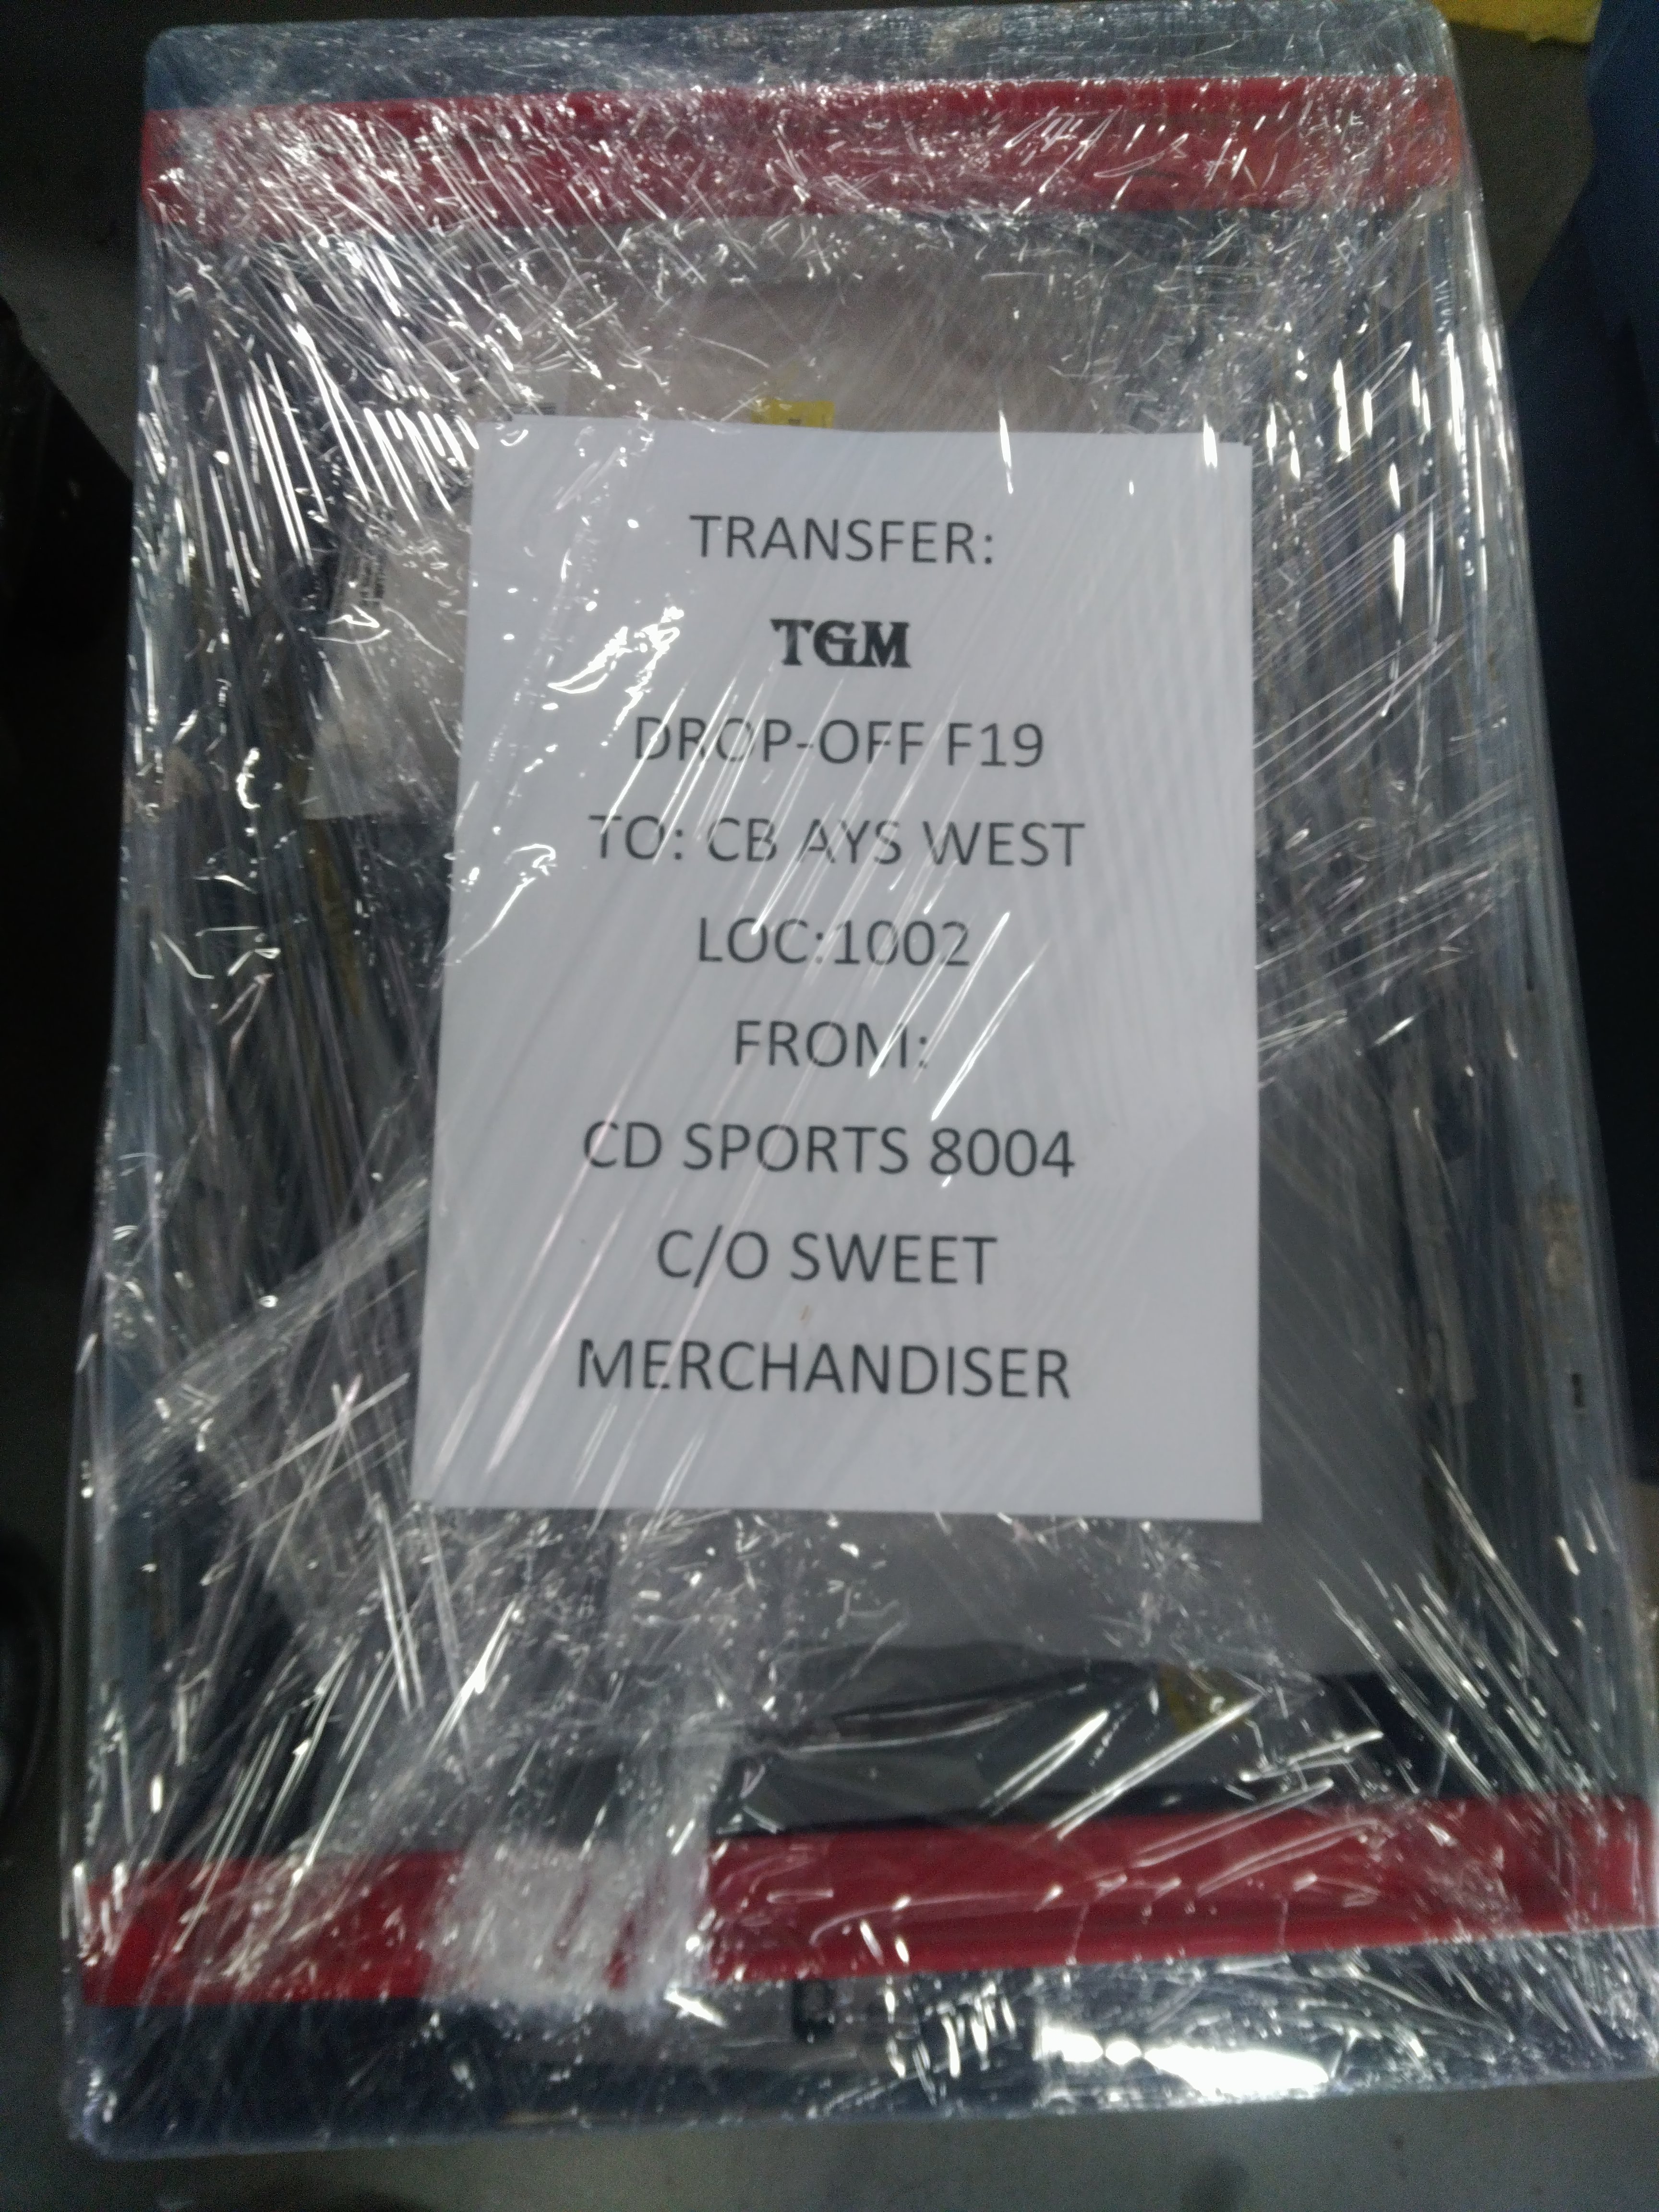 TRANSFER:
TGM
DROP-OFF F19
TO: CB AYS WEST
LOC:1002
FROM:
CD SPORTS 8004
C/O SWEET
MERCHANDISER